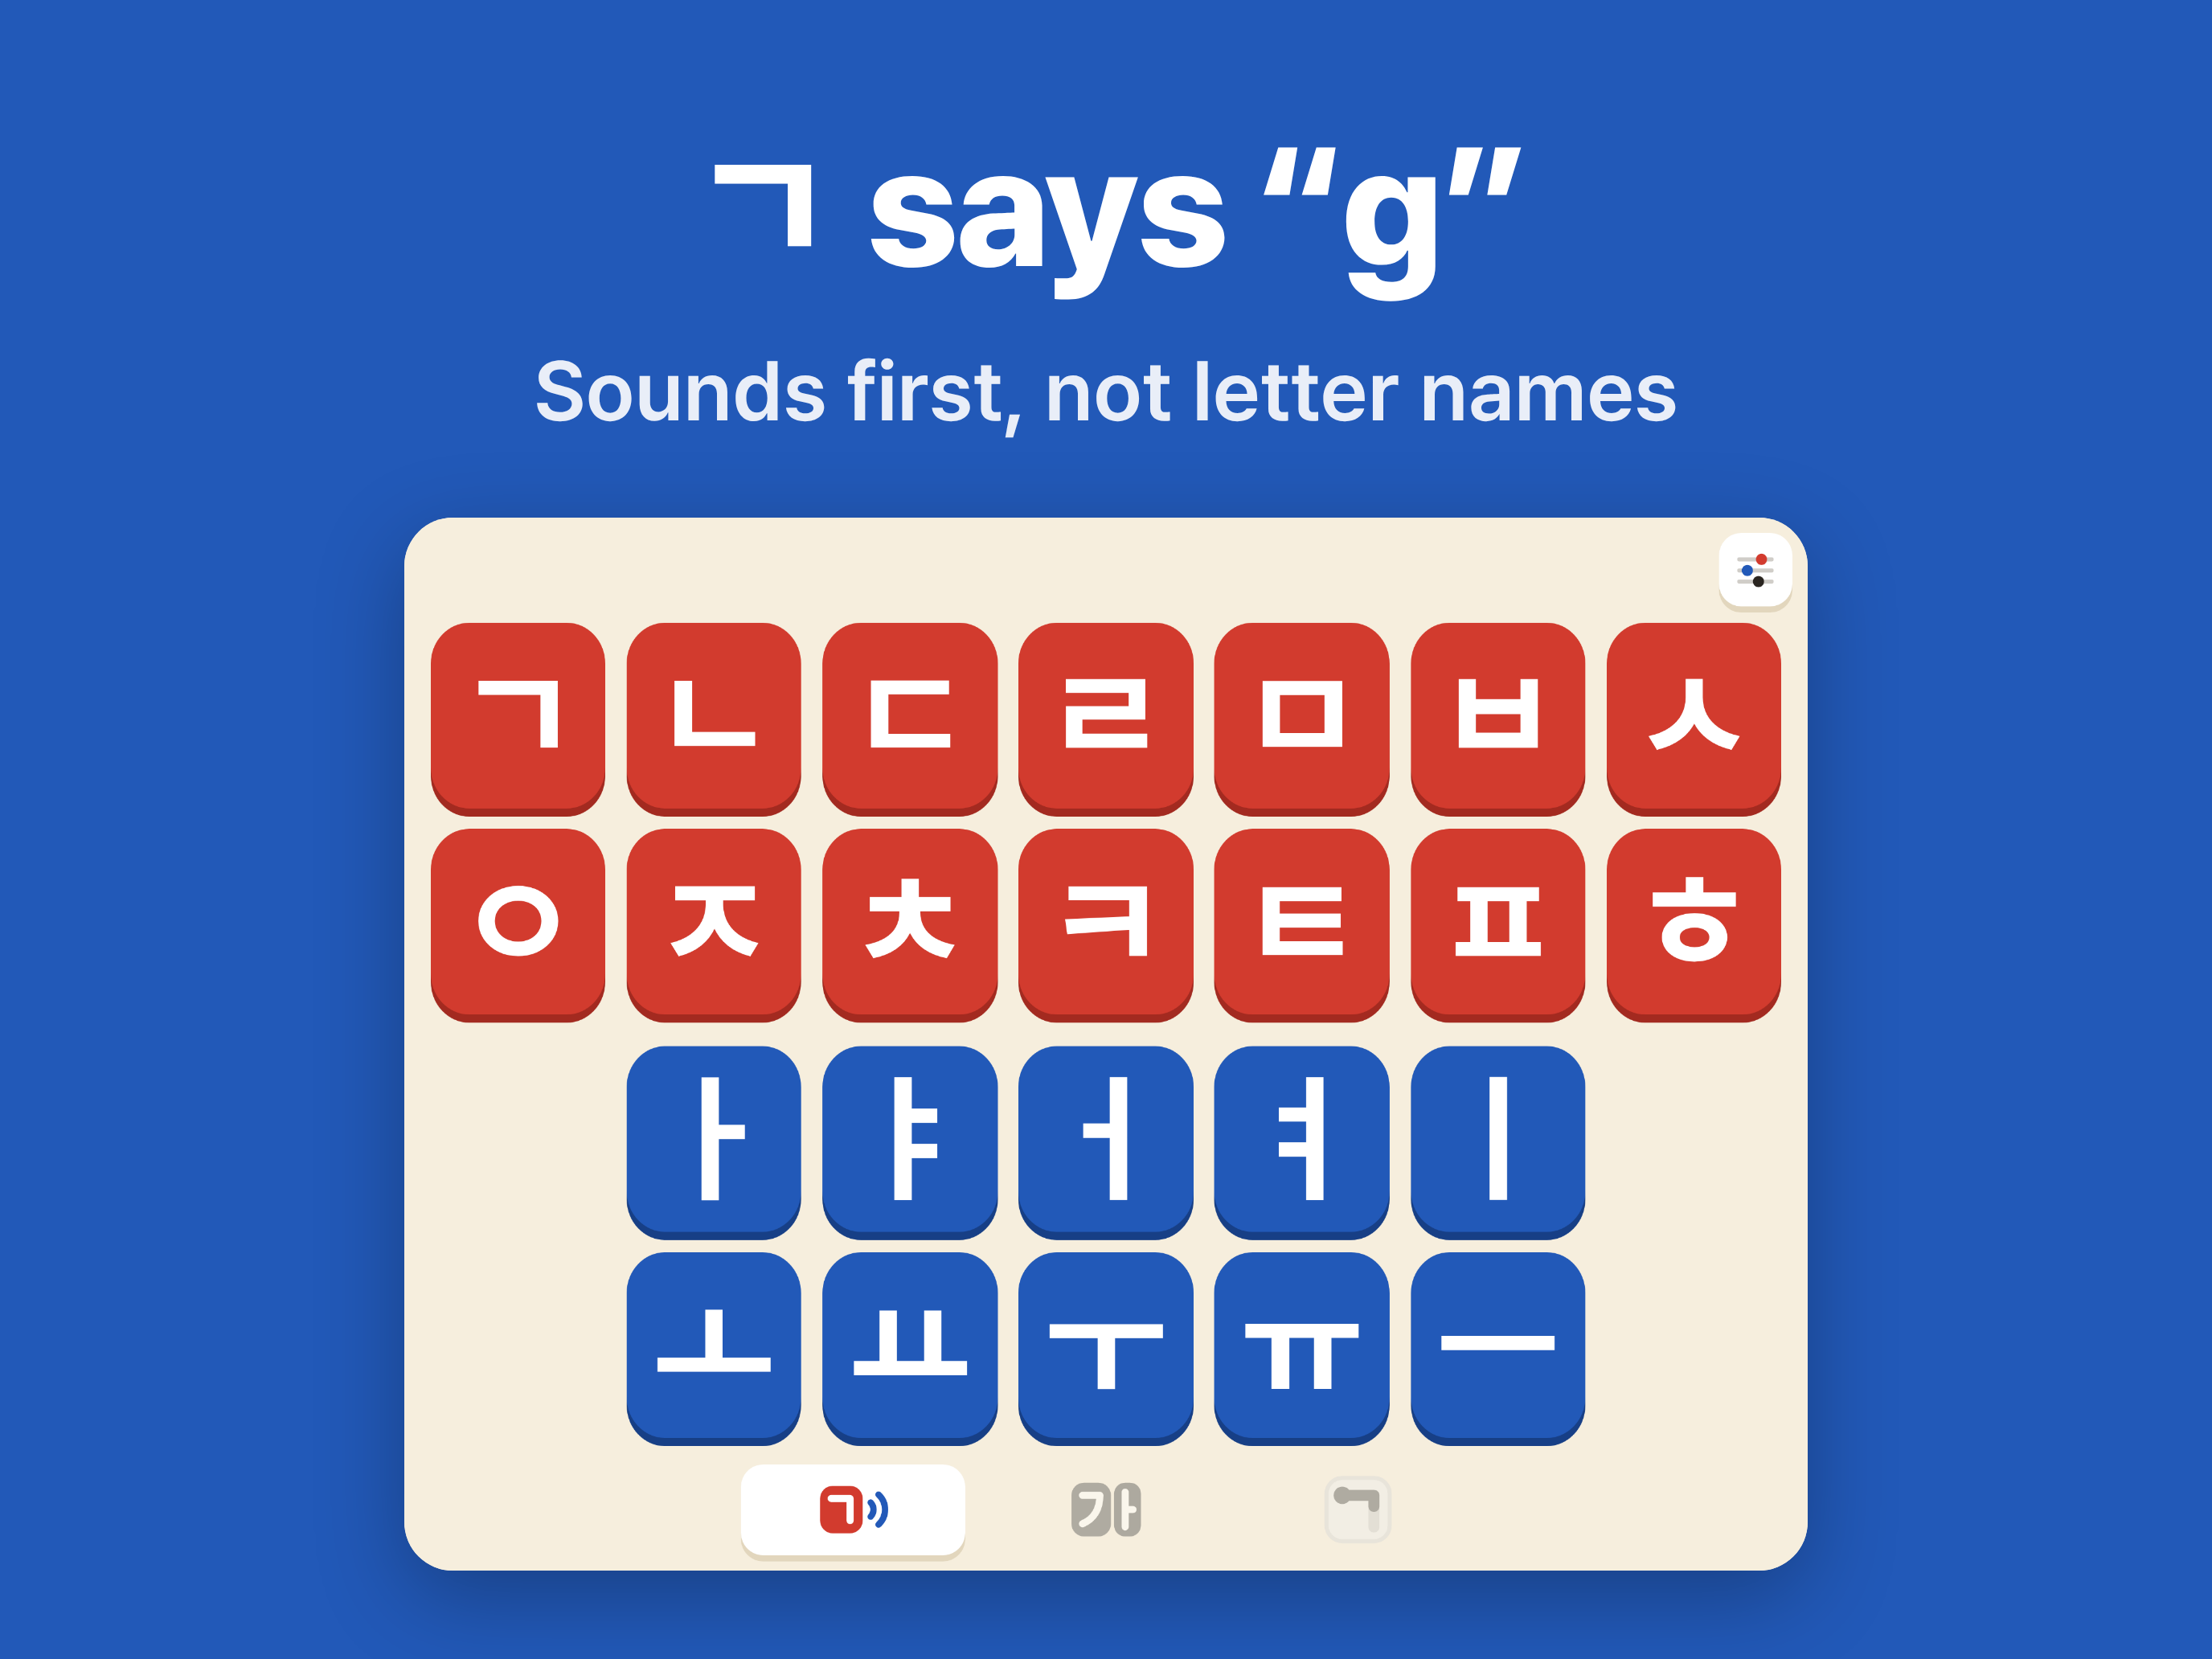 ㄱ says “g”
Sounds first, not letter names
ㄱ ㄴ ㄷ ㄹ ㅁ ㅂ ㅅ
ㅇ ㅈ ㅊ ㅋ ㅌ ㅍ ㅎ
ㅏ ㅑ ㅓ ㅕ ㅣ
ㅗ ㅛ ㅜ ㅠ ㅡ
ㄱ 가 ㄱ